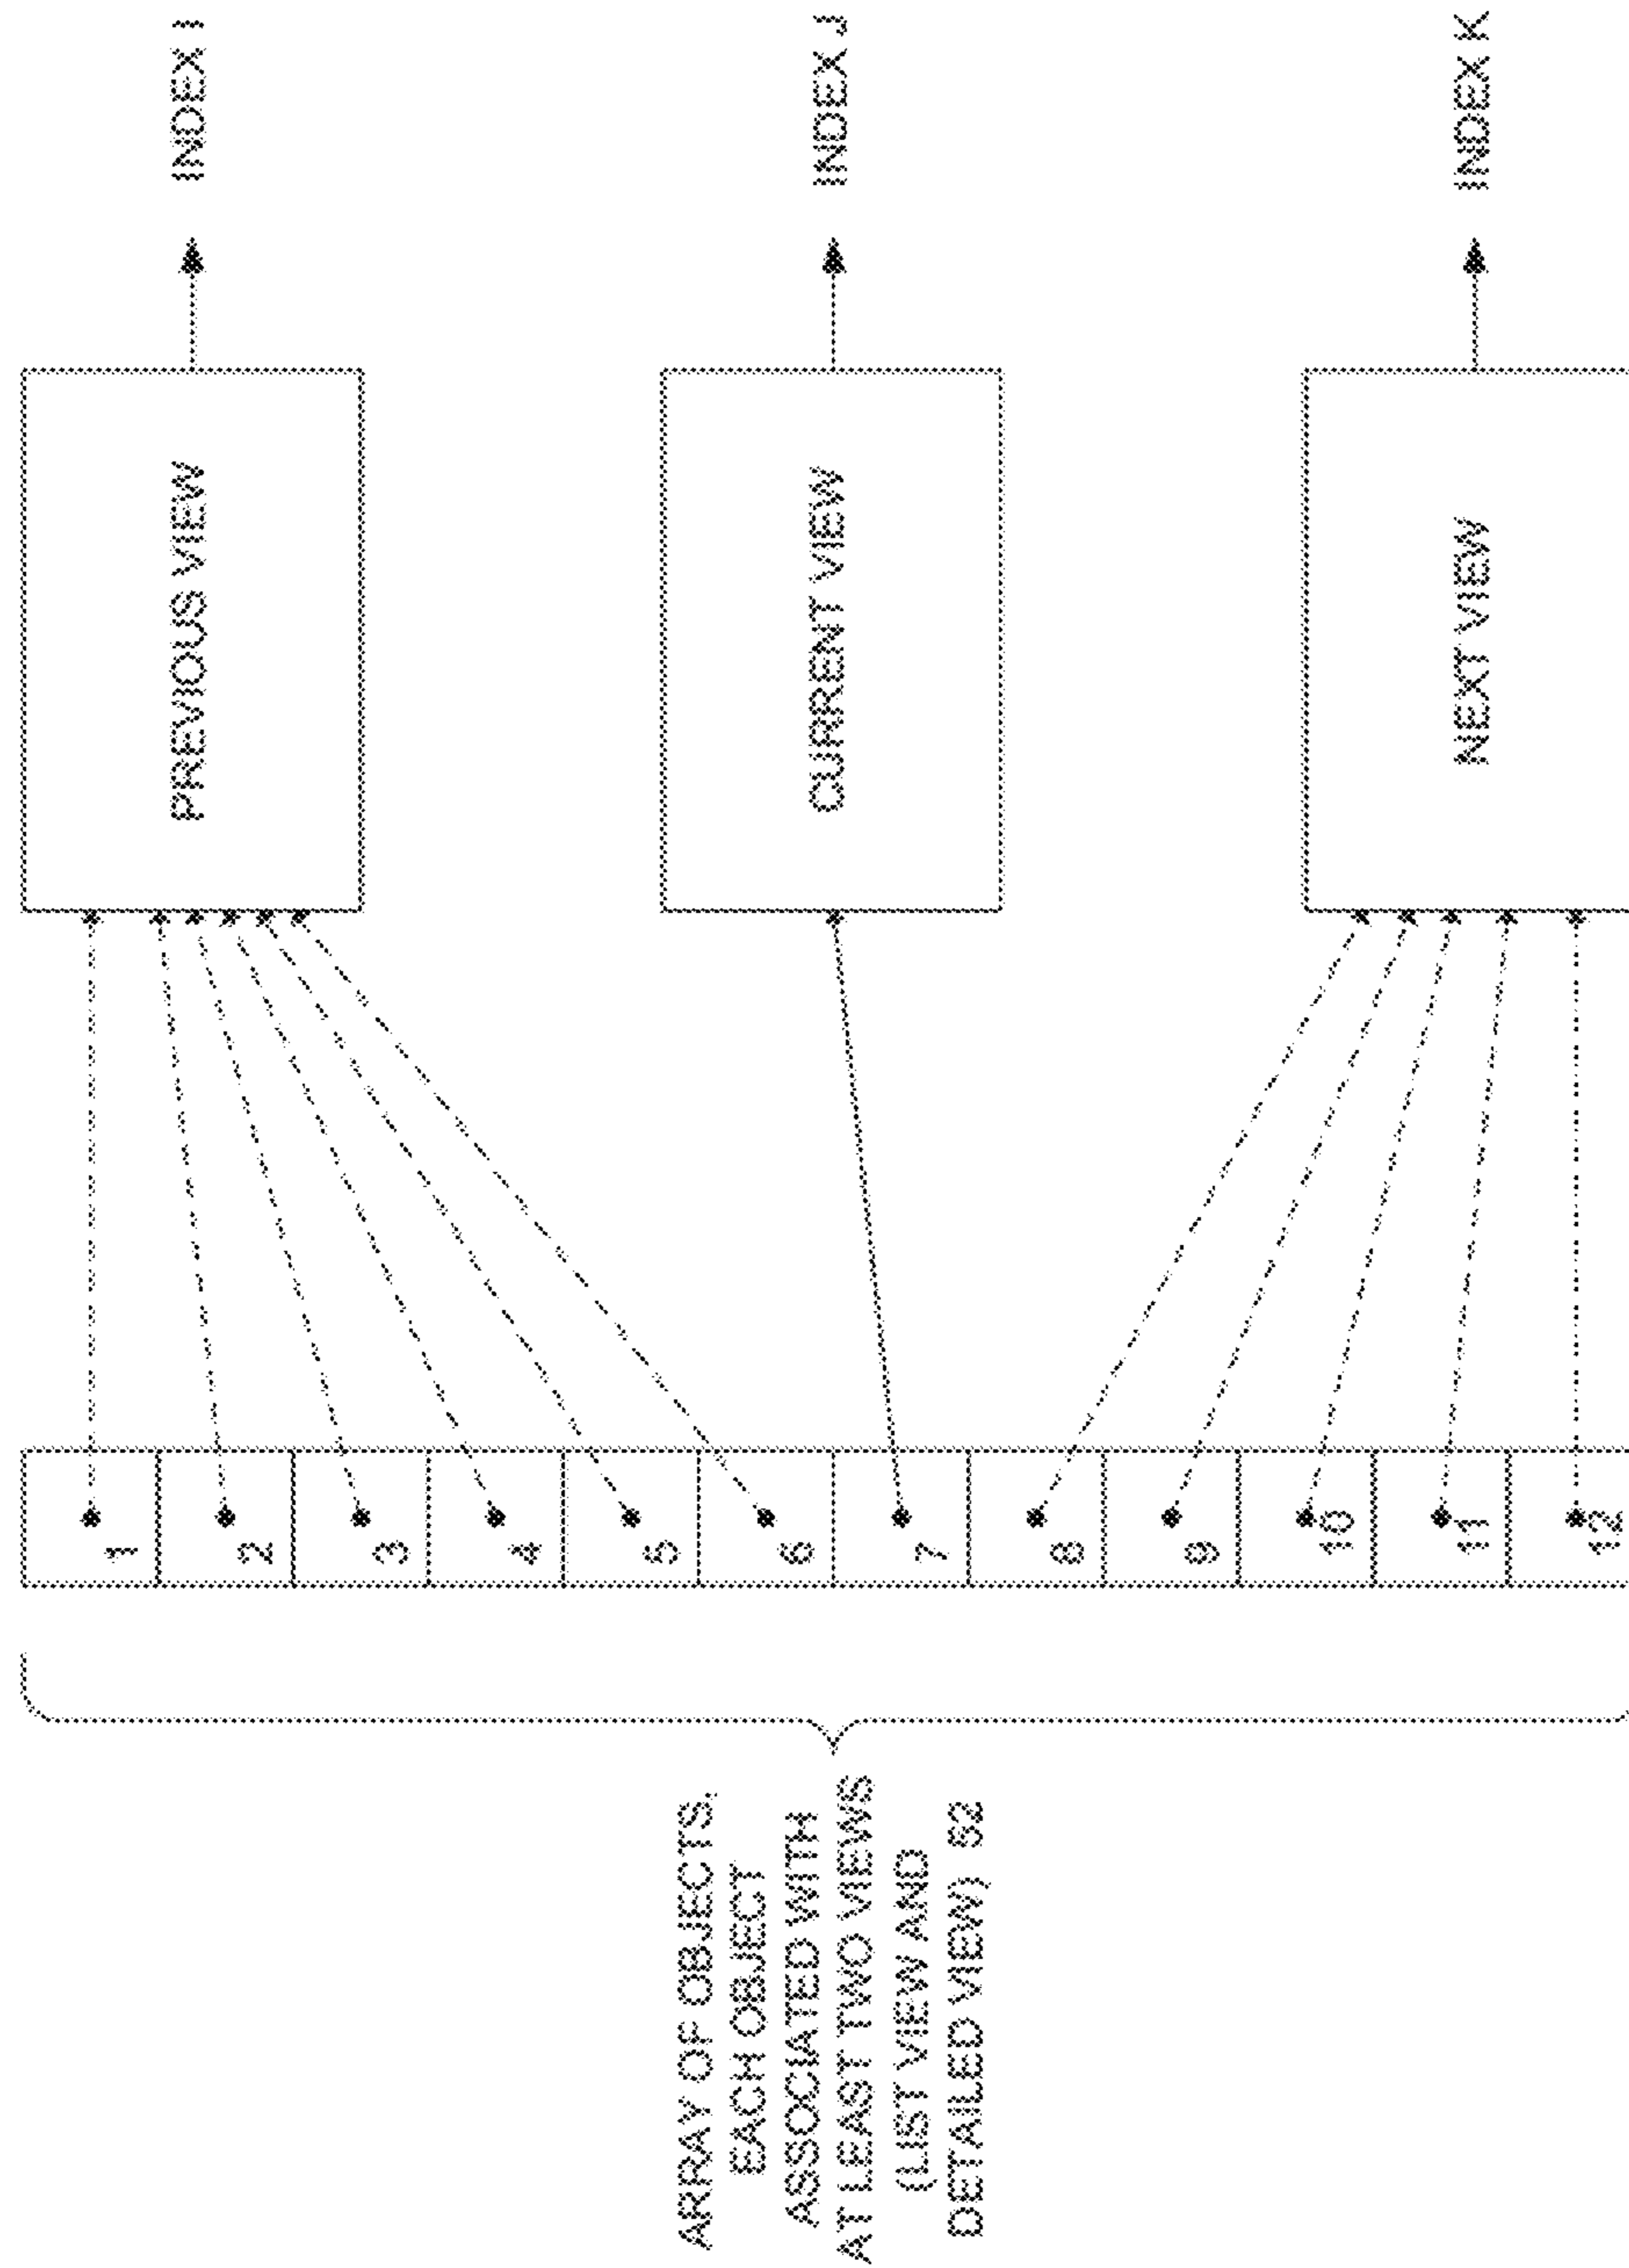 ARRAY OF OBJECTS,
EACH OBJECT
ASSOCIATED WITH
AT LEAST TWO VIEWS
(LIST VIEW AND
DETAILED VIEW) 52
1
2
3
4
5
6
7
8
9
10
11
12
PREVIOUS VIEW
CURRENT VIEW
NEXT VIEW
INDEX I
INDEX J
INDEX K